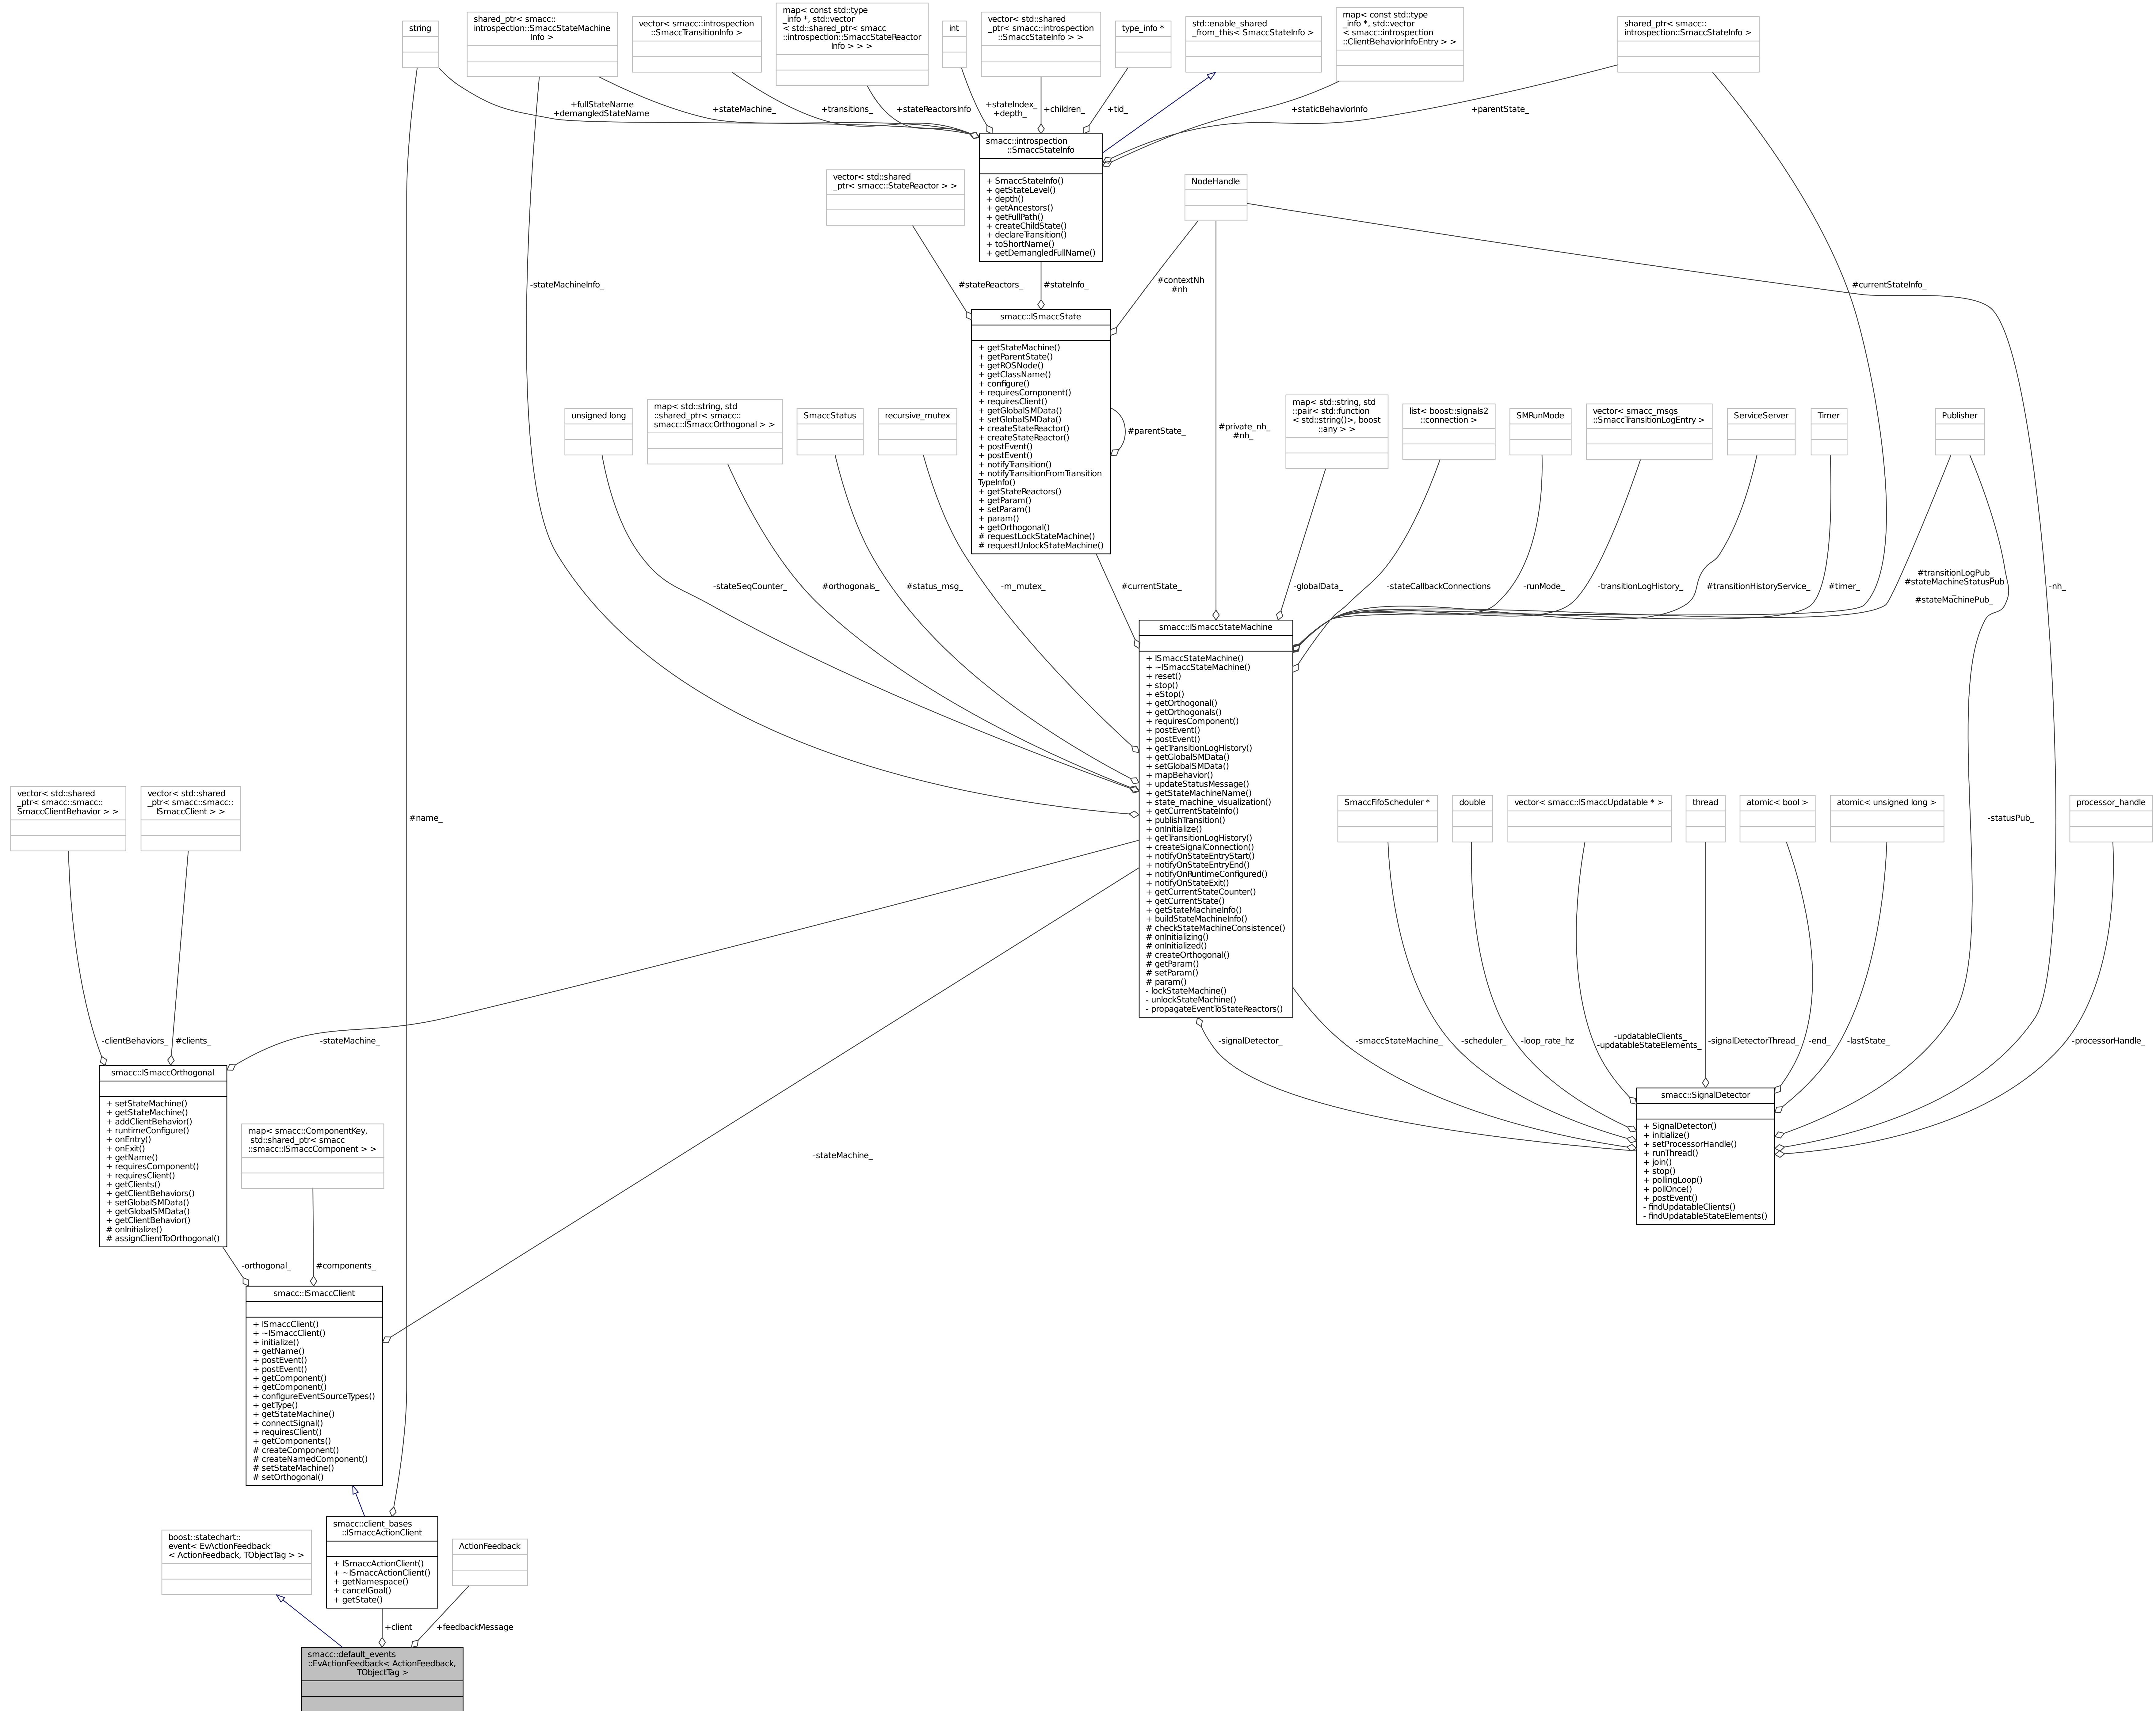 string
shared_ptr< smacc::
introspection::SmaccStateMachine
Info >
vector< smacc::introspection
::SmaccTransitionInfo >
map< const std::type
_info *, std::vector
< std::shared_ptr< smacc
::introspection::SmaccStateReactor
Info > > >
int
vector< std::shared
_ptr< smacc::introspection
::SmaccStateInfo > >
type_info *
std::enable_shared
_from_this< SmaccStateInfo >
map< const std::type
_info *, std::vector
< smacc::introspection
::ClientBehaviorInfoEntry > >
shared_ptr< smacc::
introspection::SmaccStateInfo >
+fullStateName
+demangledStateName
+stateMachine_
+transitions_
+stateReactorsInfo
+stateIndex_
+depth_
+children_
+tid_
+staticBehaviorInfo
+parentState_
smacc::introspection
::SmaccStateInfo
+ SmaccStateInfo()
+ getStateLevel()
+ depth()
+ getAncestors()
+ getFullPath()
+ createChildState()
+ declareTransition()
+ toShortName()
+ getDemangledFullName()
vector< std::shared
_ptr< smacc::StateReactor > >
NodeHandle
-stateMachineInfo_
#stateReactors_
#stateInfo_
#contextNh
#nh
#currentStateInfo_
smacc::ISmaccState
+ getStateMachine()
+ getParentState()
+ getROSNode()
+ getClassName()
+ configure()
+ requiresComponent()
+ requiresClient()
+ getGlobalSMData()
+ setGlobalSMData()
+ createStateReactor()
+ createStateReactor()
+ postEvent()
+ postEvent()
+ notifyTransition()
+ notifyTransitionFromTransition
TypeInfo()
+ getStateReactors()
+ getParam()
+ setParam()
+ param()
+ getOrthogonal()
# requestLockStateMachine()
# requestUnlockStateMachine()
#parentState_
#private_nh_
#nh_
unsigned long
map< std::string, std
::shared_ptr< smacc::
smacc::ISmaccOrthogonal > >
SmaccStatus
recursive_mutex
map< std::string, std
::pair< std::function
< std::string()>, boost
::any > >
list< boost::signals2
::connection >
SMRunMode
vector< smacc_msgs
::SmaccTransitionLogEntry >
ServiceServer
Timer
Publisher
-stateSeqCounter_
#orthogonals_
#status_msg_
-m_mutex_
#currentState_
-globalData_
-stateCallbackConnections
-runMode_
-transitionLogHistory_
#transitionHistoryService_
#timer_
#transitionLogPub_
#stateMachineStatusPub
_
#stateMachinePub_
-nh_
smacc::ISmaccStateMachine
+ ISmaccStateMachine()
+ ~ISmaccStateMachine()
+ reset()
+ stop()
+ eStop()
+ getOrthogonal()
+ getOrthogonals()
+ requiresComponent()
+ postEvent()
+ postEvent()
+ getTransitionLogHistory()
+ getGlobalSMData()
+ setGlobalSMData()
+ mapBehavior()
+ updateStatusMessage()
+ getStateMachineName()
+ state_machine_visualization()
+ getCurrentStateInfo()
+ publishTransition()
+ onInitialize()
+ getTransitionLogHistory()
+ createSignalConnection()
+ notifyOnStateEntryStart()
+ notifyOnStateEntryEnd()
+ notifyOnRuntimeConfigured()
+ notifyOnStateExit()
+ getCurrentStateCounter()
+ getCurrentState()
+ getStateMachineInfo()
+ buildStateMachineInfo()
# checkStateMachineConsistence()
# onInitializing()
# onInitialized()
# createOrthogonal()
# getParam()
# setParam()
# param()
- lockStateMachine()
- unlockStateMachine()
- propagateEventToStateReactors()
vector< std::shared
_ptr< smacc::smacc::
SmaccClientBehavior > >
vector< std::shared
_ptr< smacc::smacc::
ISmaccClient > >
#name_
SmaccFifoScheduler *
double
vector< smacc::ISmaccUpdatable * >
thread
atomic< bool >
atomic< unsigned long >
-statusPub_
processor_handle
-clientBehaviors_
#clients_
-stateMachine_
-signalDetector_
-smaccStateMachine_
-scheduler_
-loop_rate_hz
-updatableClients_
-updatableStateElements_
-signalDetectorThread_
-end_
-lastState_
-processorHandle_
smacc::ISmaccOrthogonal
+ setStateMachine()
+ getStateMachine()
+ addClientBehavior()
+ runtimeConfigure()
+ onEntry()
+ onExit()
+ getName()
+ requiresComponent()
+ requiresClient()
+ getClients()
+ getClientBehaviors()
+ setGlobalSMData()
+ getGlobalSMData()
+ getClientBehavior()
# onInitialize()
# assignClientToOrthogonal()
map< smacc::ComponentKey,
std::shared_ptr< smacc
::smacc::ISmaccComponent > >
-stateMachine_
smacc::SignalDetector
+ SignalDetector()
+ initialize()
+ setProcessorHandle()
+ runThread()
+ join()
+ stop()
+ pollingLoop()
+ pollOnce()
+ postEvent()
- findUpdatableClients()
- findUpdatableStateElements()
-orthogonal_
#components_
smacc::ISmaccClient
+ ISmaccClient()
+ ~ISmaccClient()
+ initialize()
+ getName()
+ postEvent()
+ postEvent()
+ getComponent()
+ getComponent()
+ configureEventSourceTypes()
+ getType()
+ getStateMachine()
+ connectSignal()
+ requiresClient()
+ getComponents()
# createComponent()
# createNamedComponent()
# setStateMachine()
# setOrthogonal()
boost::statechart::
event< EvActionFeedback
< ActionFeedback, TObjectTag > >
smacc::client_bases
::ISmaccActionClient
+ ISmaccActionClient()
+ ~ISmaccActionClient()
+ getNamespace()
+ cancelGoal()
+ getState()
ActionFeedback
+client
+feedbackMessage
smacc::default_events
::EvActionFeedback< ActionFeedback,
TObjectTag >